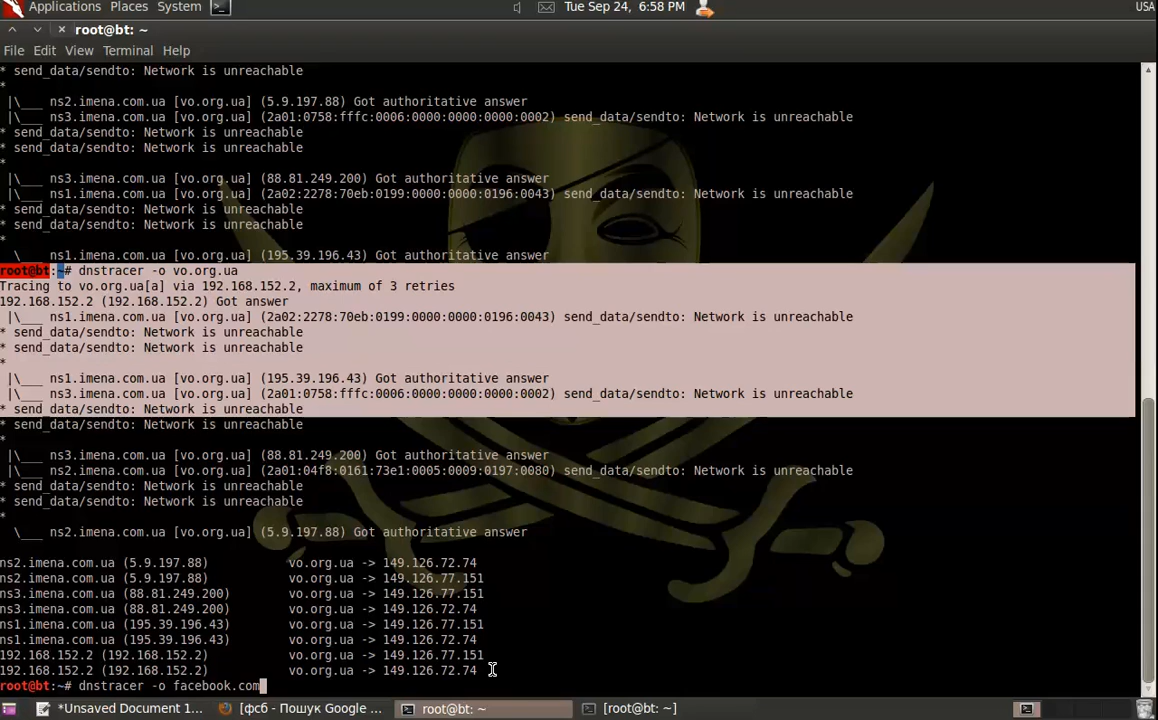 Applications Places System Tue Sep 24, 6:58 PM USA
root@bt: ~
File Edit View Terminal Help
* send_data/sendto: Network is unreachable
*
|\___ ns2.imena.com.ua [vo.org.ua] (5.9.197.88) Got authoritative answer
|\___ ns3.imena.com.ua [vo.org.ua] (2a01:0758:fffc:0006:0000:0000:0000:0002) send_data/sendto: Network is unreachable
* send_data/sendto: Network is unreachable
* send_data/sendto: Network is unreachable
*
|\___ ns3.imena.com.ua [vo.org.ua] (88.81.249.200) Got authoritative answer
|\___ ns1.imena.com.ua [vo.org.ua] (2a02:2278:70eb:0199:0000:0000:0196:0043) send_data/sendto: Network is unreachable
* send_data/sendto: Network is unreachable
* send_data/sendto: Network is unreachable
*
\___ ns1.imena.com.ua [vo.org.ua] (195.39.196.43) Got authoritative answer
root@bt:~# dnstracer -o vo.org.ua
Tracing to vo.org.ua[a] via 192.168.152.2, maximum of 3 retries
192.168.152.2 (192.168.152.2) Got answer
|\___ ns1.imena.com.ua [vo.org.ua] (2a02:2278:70eb:0199:0000:0000:0196:0043) send_data/sendto: Network is unreachable
* send_data/sendto: Network is unreachable
* send_data/sendto: Network is unreachable
*
|\___ ns1.imena.com.ua [vo.org.ua] (195.39.196.43) Got authoritative answer
|\___ ns3.imena.com.ua [vo.org.ua] (2a01:0758:fffc:0006:0000:0000:0000:0002) send_data/sendto: Network is unreachable
* send_data/sendto: Network is unreachable
* send_data/sendto: Network is unreachable
*
|\___ ns3.imena.com.ua [vo.org.ua] (88.81.249.200) Got authoritative answer
|\___ ns2.imena.com.ua [vo.org.ua] (2a01:04f8:0161:73e1:0005:0009:0197:0080) send_data/sendto: Network is unreachable
* send_data/sendto: Network is unreachable
* send_data/sendto: Network is unreachable
*
\___ ns2.imena.com.ua [vo.org.ua] (5.9.197.88) Got authoritative answer
ns2.imena.com.ua (5.9.197.88) vo.org.ua -> 149.126.72.74
ns2.imena.com.ua (5.9.197.88) vo.org.ua -> 149.126.77.151
ns3.imena.com.ua (88.81.249.200) vo.org.ua -> 149.126.77.151
ns3.imena.com.ua (88.81.249.200) vo.org.ua -> 149.126.72.74
ns1.imena.com.ua (195.39.196.43) vo.org.ua -> 149.126.77.151
ns1.imena.com.ua (195.39.196.43) vo.org.ua -> 149.126.72.74
192.168.152.2 (192.168.152.2) vo.org.ua -> 149.126.77.151
192.168.152.2 (192.168.152.2) vo.org.ua -> 149.126.72.74
root@bt:~# dnstracer -o facebook.com
*Unsaved Document 1... [фсб - Пошук Google ... root@bt: ~ [root@bt: ~]